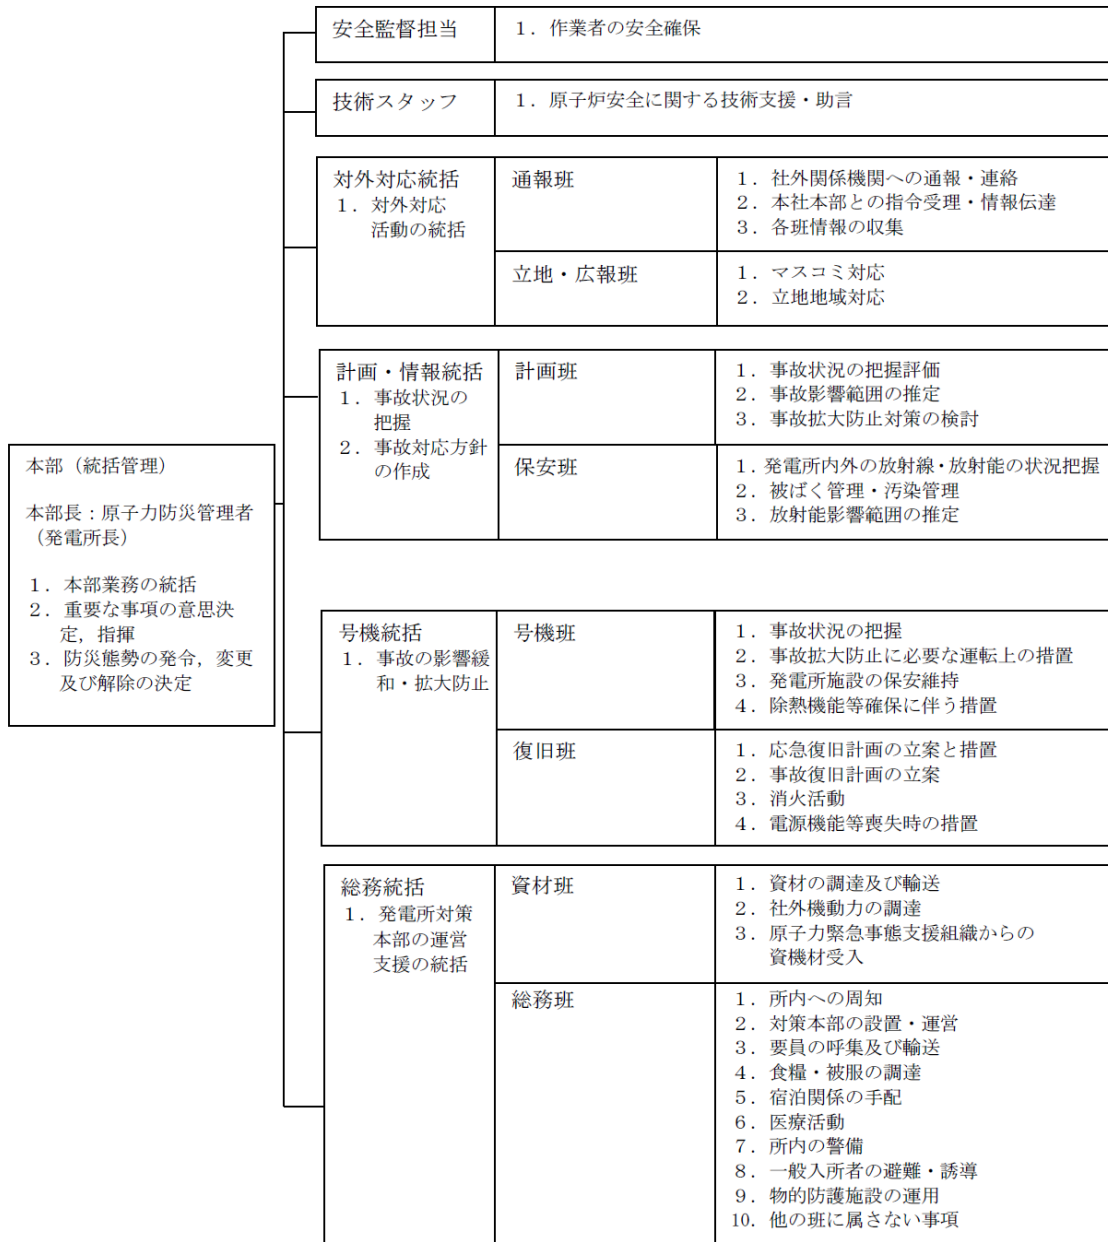 安全監督担当
１．作業者の安全確保
技術スタッフ
１．原子炉安全に関する技術支援・助言
対外対応統括
１．対外対応
活動の統括
通報班
１．社外関係機関への通報・連絡
２．本社本部との指令受理・情報伝達
３．各班情報の収集
立地・広報班
１．マスコミ対応
２．立地地域対応
計画・情報統括
１．事故状況の
把握
２．事故対応方針
の作成
計画班
１．事故状況の把握評価
２．事故影響範囲の推定
３．事故拡大防止対策の検討
保安班
１．発電所内外の放射線・放射能の状況把握
２．被ばく管理・汚染管理
３．放射能影響範囲の推定
本部（統括管理）
本部長：原子力防災管理者
（発電所長）
１．本部業務の統括
２．重要な事項の意思決
定，指揮
３．防災態勢の発令，変更
及び解除の決定
号機統括
１．事故の影響緩
和・拡大防止
号機班
１．事故状況の把握
２．事故拡大防止に必要な運転上の措置
３．発電所施設の保安維持
４．除熱機能等確保に伴う措置
復旧班
１．応急復旧計画の立案と措置
２．事故復旧計画の立案
３．消火活動
４．電源機能等喪失時の措置
総務統括
１．発電所対策
本部の運営
支援の統括
資材班
１．資材の調達及び輸送
２．社外機動力の調達
３．原子力緊急事態支援組織からの
資機材受入
総務班
１．所内への周知
２．対策本部の設置・運営
３．要員の呼集及び輸送
４．食糧・被服の調達
５．宿泊関係の手配
６．医療活動
７．所内の警備
８．一般入所者の避難・誘導
９．物的防護施設の運用
10．他の班に属さない事項